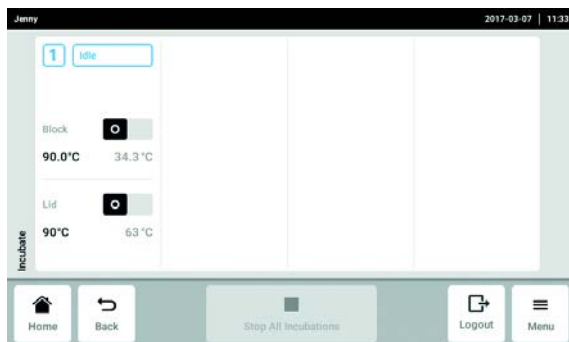 Jenny 2017-03-07 | 11:33
1 Idle
Block
90.0°C 34.3°C
Lid
90°C 63°C
Incubate
Home Back Stop All Incubations Logout Menu